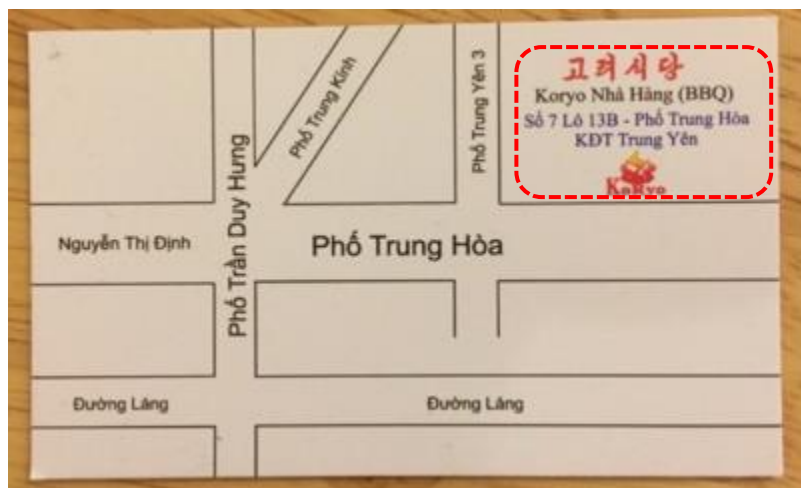 Phố Trung Kính
Phố Trung Yên 3
고려식당
Koryo Nhà Hàng (BBQ)
Số 7 Lô 13B - Phố Trung Hòa
KĐT Trung Yên
KoRyo
Nguyễn Thị Định
Phố Trần Duy Hưng
Phố Trung Hòa
Đường Láng
Đường Láng